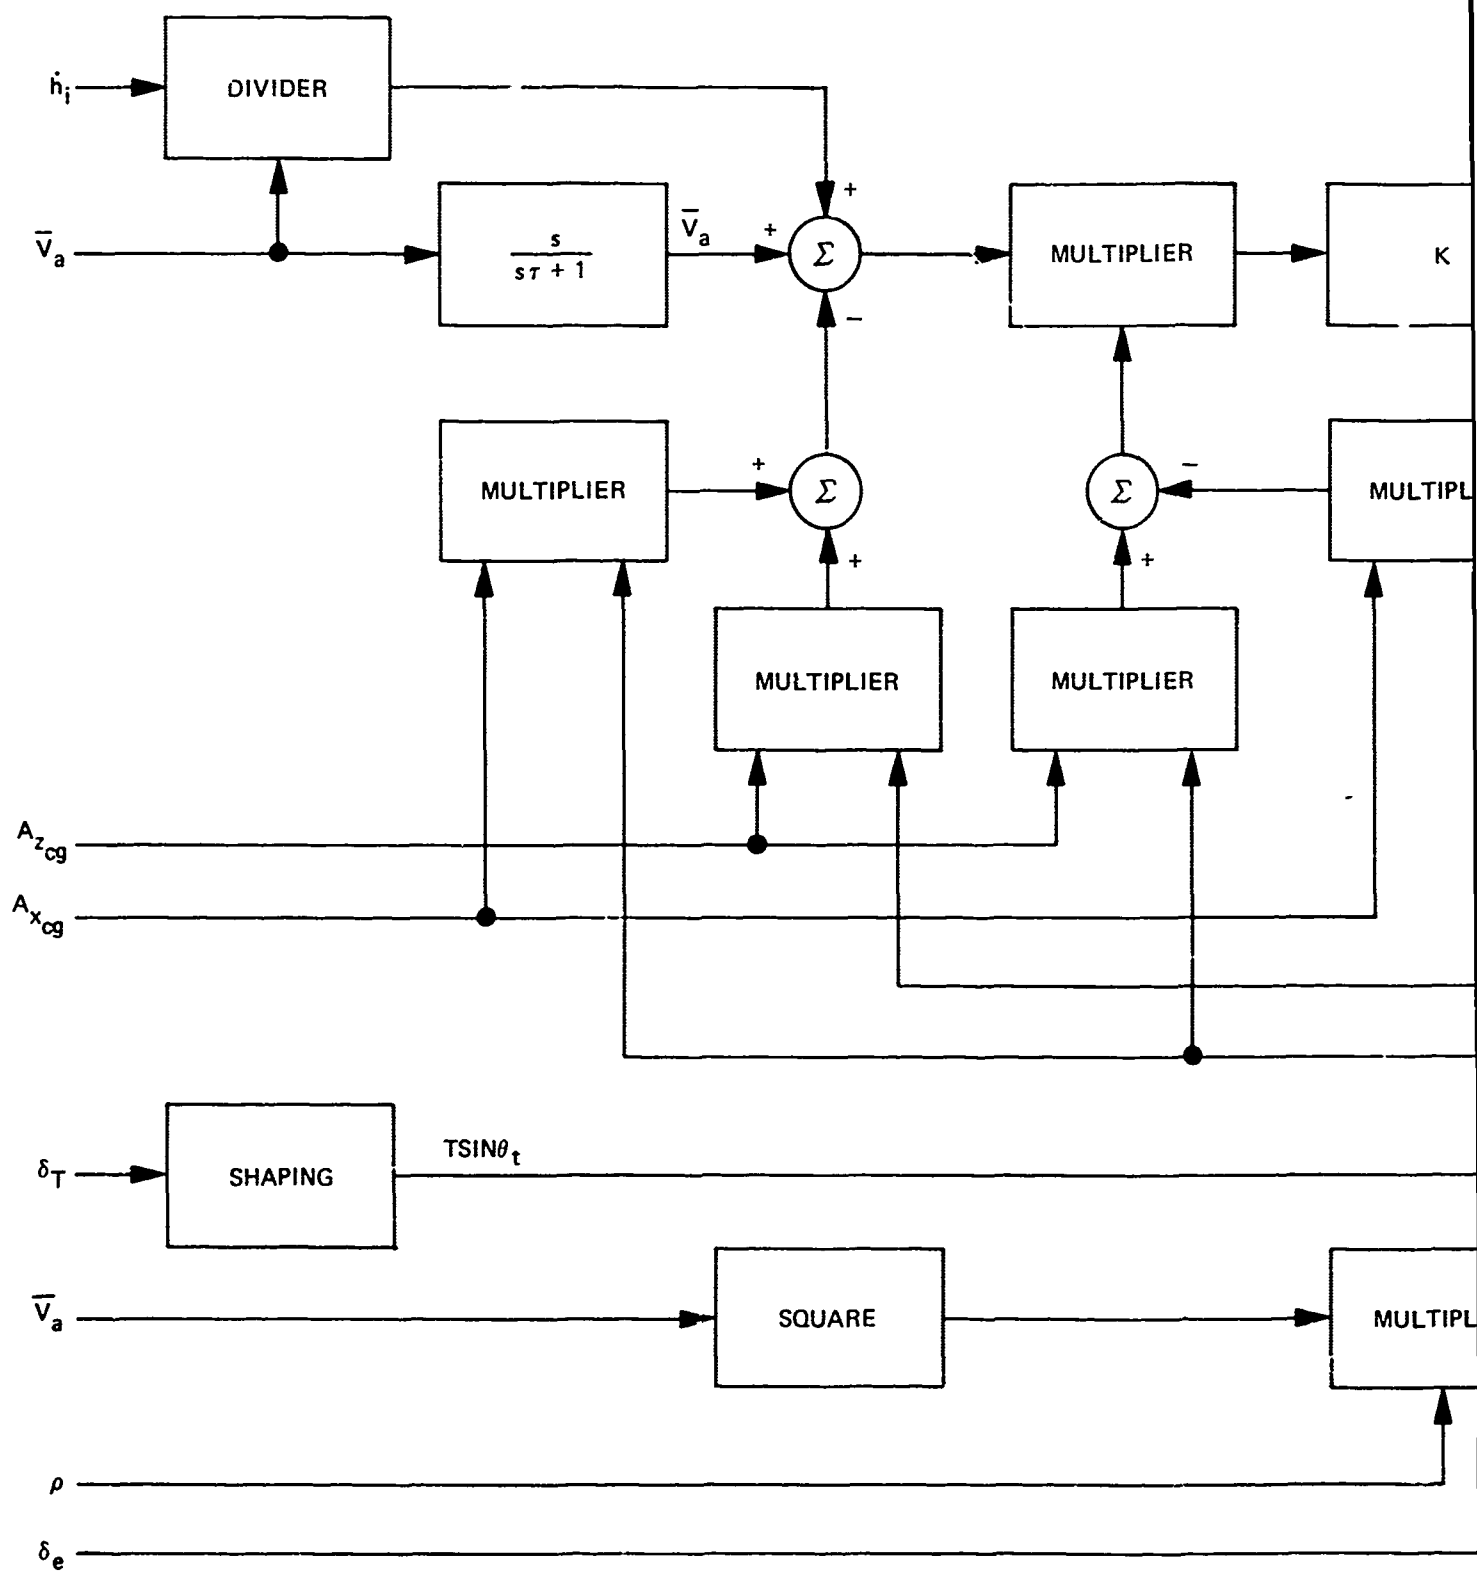 ḣi
DIVIDER
+
V̄a
s
sτ + 1
V̄a
+
Σ
MULTIPLIER
K
−
MULTIPLIER
+
Σ
Σ
−
MULTIPL
+
+
MULTIPLIER
MULTIPLIER
Azcg
Axcg
δT
SHAPING
TSINθt
V̄a
SQUARE
MULTIPL
ρ
δe